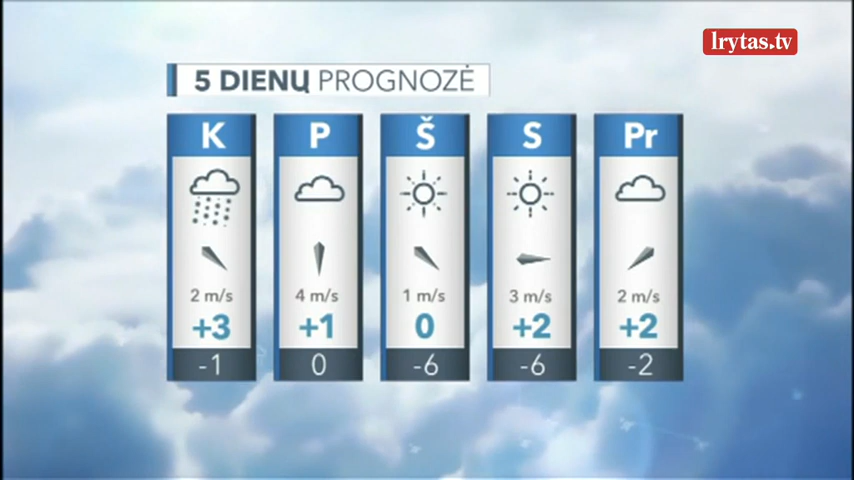 lrytas.tv
5 DIENŲ PROGNOZĖ
K P Š S Pr
2 m/s 4 m/s 1 m/s 3 m/s 2 m/s
+3 +1 0 +2 +2
-1 0 -6 -6 -2